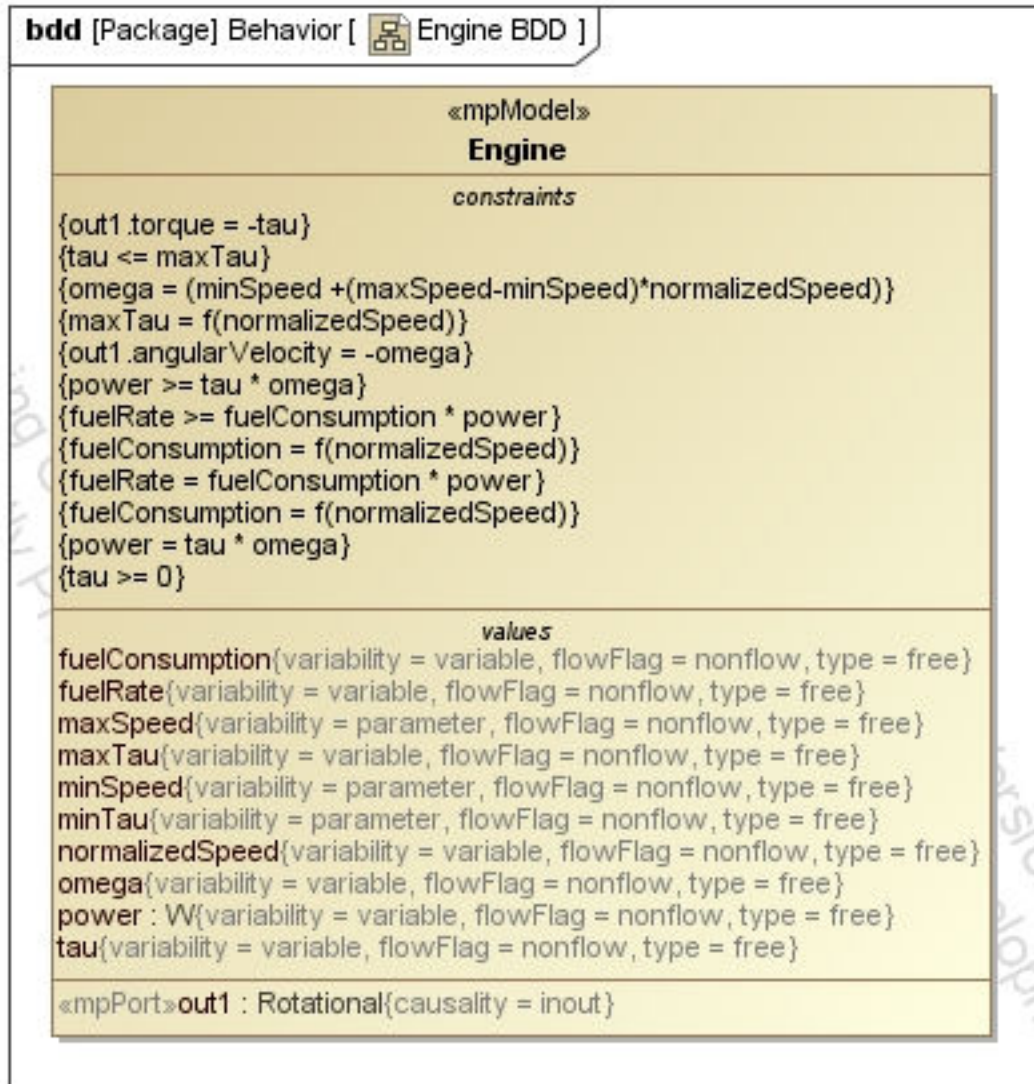 bdd [Package] Behavior [ Engine BDD ]
«mpModel»
Engine
constraints
{out1.torque = -tau}
{tau <= maxTau}
{omega = (minSpeed +(maxSpeed-minSpeed)*normalizedSpeed)}
{maxTau = f(normalizedSpeed)}
{out1.angularVelocity = -omega}
{power >= tau * omega}
{fuelRate >= fuelConsumption * power}
{fuelConsumption = f(normalizedSpeed)}
{fuelRate = fuelConsumption * power}
{fuelConsumption = f(normalizedSpeed)}
{power = tau * omega}
{tau >= 0}
values
fuelConsumption{variability = variable, flowFlag = nonflow, type = free}
fuelRate{variability = variable, flowFlag = nonflow, type = free}
maxSpeed{variability = parameter, flowFlag = nonflow, type = free}
maxTau{variability = variable, flowFlag = nonflow, type = free}
minSpeed{variability = parameter, flowFlag = nonflow, type = free}
minTau{variability = parameter, flowFlag = nonflow, type = free}
normalizedSpeed{variability = variable, flowFlag = nonflow, type = free}
omega{variability = variable, flowFlag = nonflow, type = free}
power : W{variability = variable, flowFlag = nonflow, type = free}
tau{variability = variable, flowFlag = nonflow, type = free}
«mpPort»out1 : Rotational{causality = inout}